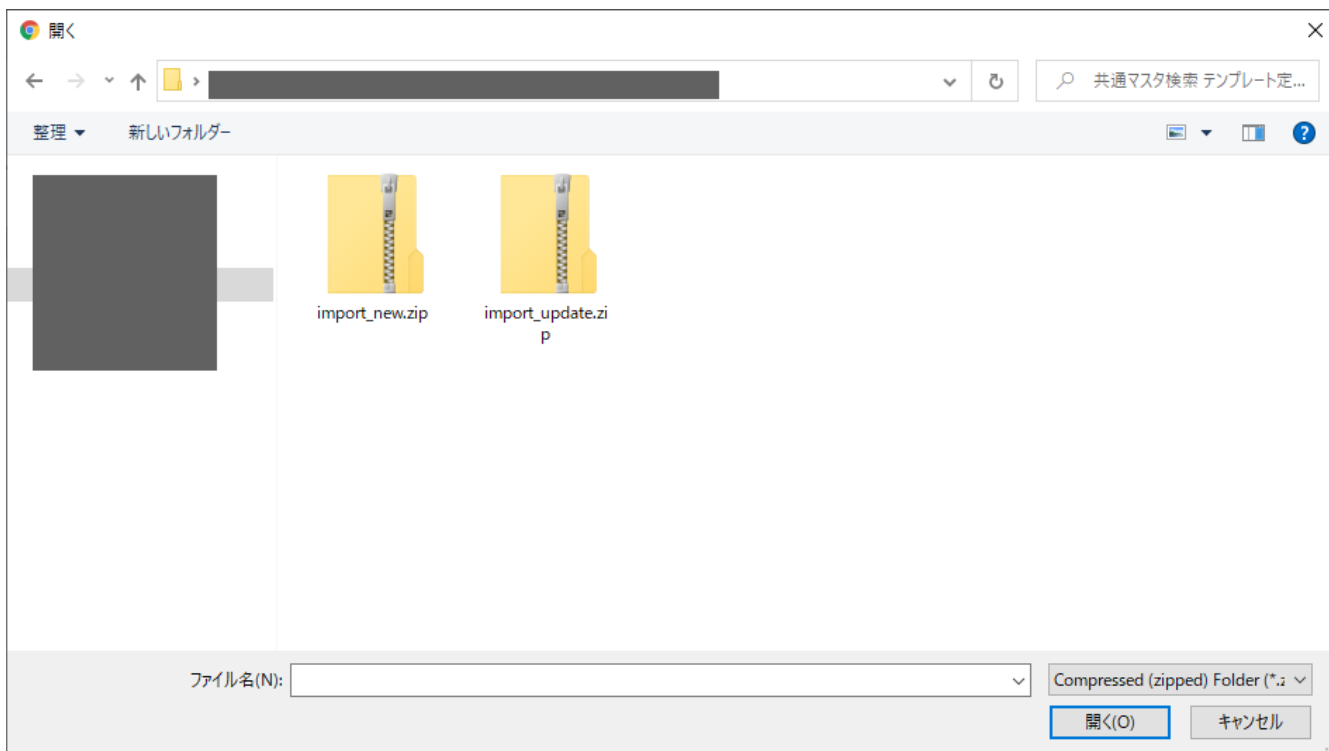 開く
共通マスタ検索 テンプレート定...
整理
新しいフォルダー
import_new.zip
import_update.zi
p
ファイル名(N):
Compressed (zipped) Folder (*.z
開く(O)
キャンセル